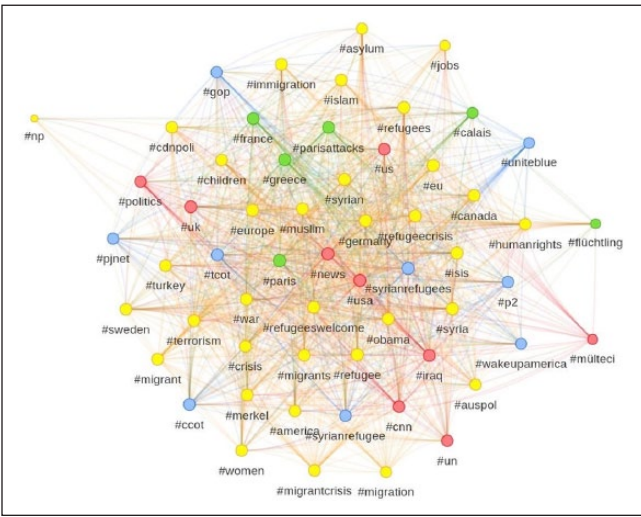 #asylum
#jobs
#gop
#immigration
#islam
#np
#cdnpoli
#france
#parisattacks
#refugees
#calais
#us
#uniteblue
#children
#greece
#syrian
#eu
#politics
#uk
#europe
#muslim
#germany
#refugeecrisis
#canada
#humanrights
#flüchtling
#pjnet
#tcot
#paris
#news
#syrianrefugees
#isis
#turkey
#usa
#p2
#sweden
#war
#refugeeswelcome
#obama
#syria
#terrorism
#migrant
#crisis
#migrants
#refugee
#iraq
#wakeupamerica
#mülteci
#ccot
#merkel
#america
#syrianrefugee
#cnn
#auspol
#women
#un
#migrantcrisis
#migration